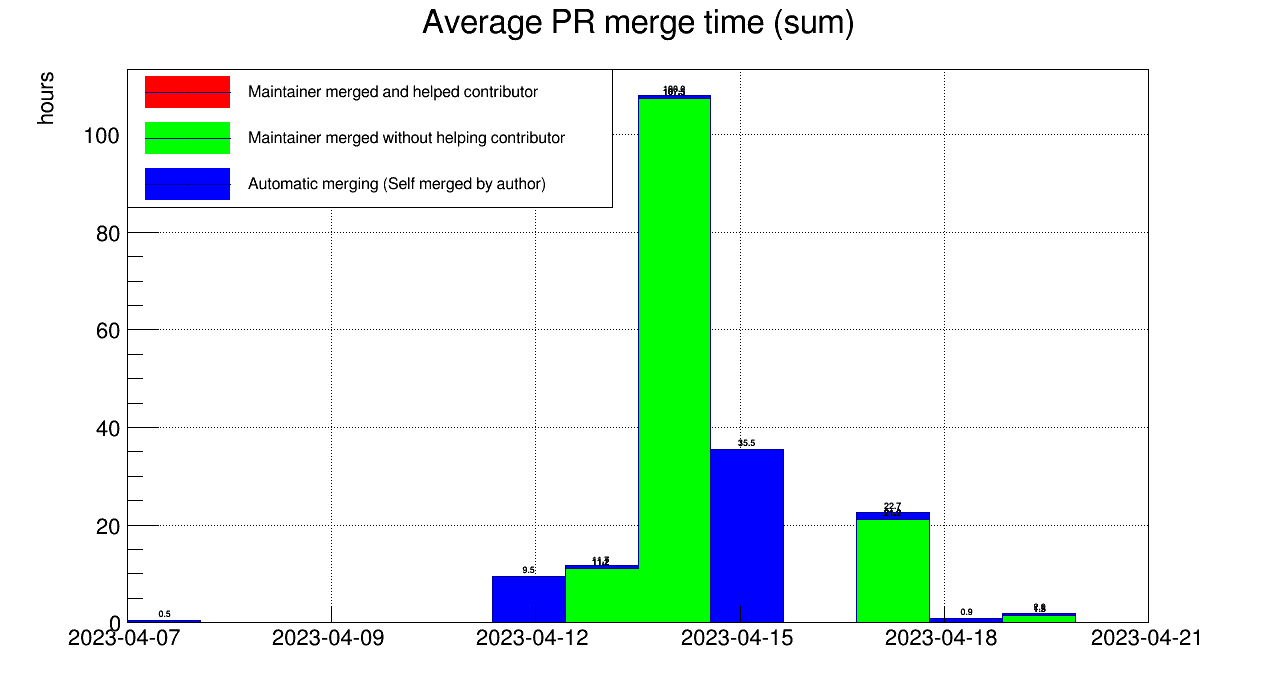 Average PR merge time (sum)
hours
Maintainer merged and helped contributor
Maintainer merged without helping contributor
Automatic merging (Self merged by author)
100
80
60
40
20
0
35.5
22.7
9.5
0.5
0.9
2023-04-07 2023-04-09 2023-04-12 2023-04-15 2023-04-18 2023-04-21